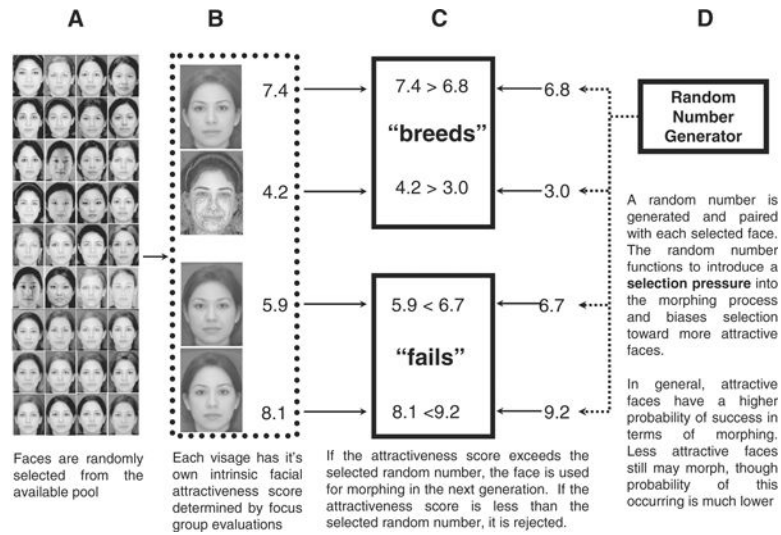 A
B
C
D
7.4
7.4 > 6.8
6.8
"breeds"
4.2
4.2 > 3.0
3.0
5.9
5.9 < 6.7
6.7
"fails"
8.1
8.1 <9.2
9.2
Random
Number
Generator
A random number is
generated and paired
with each selected face.
The random number
functions to introduce a
selection pressure into
the morphing process
and biases selection
toward more attractive
faces.
In general, attractive
faces have a higher
probability of success in
terms of morphing.
Less attractive faces
still may morph, though
probability of this
occurring is much lower
Faces are randomly
selected from the
available pool
Each visage has it's
own intrinsic facial
attractiveness score
determined by focus
group evaluations
If the attractiveness score exceeds the
selected random number, the face is used
for morphing in the next generation. If the
attractiveness score is less than the
selected random number, it is rejected.